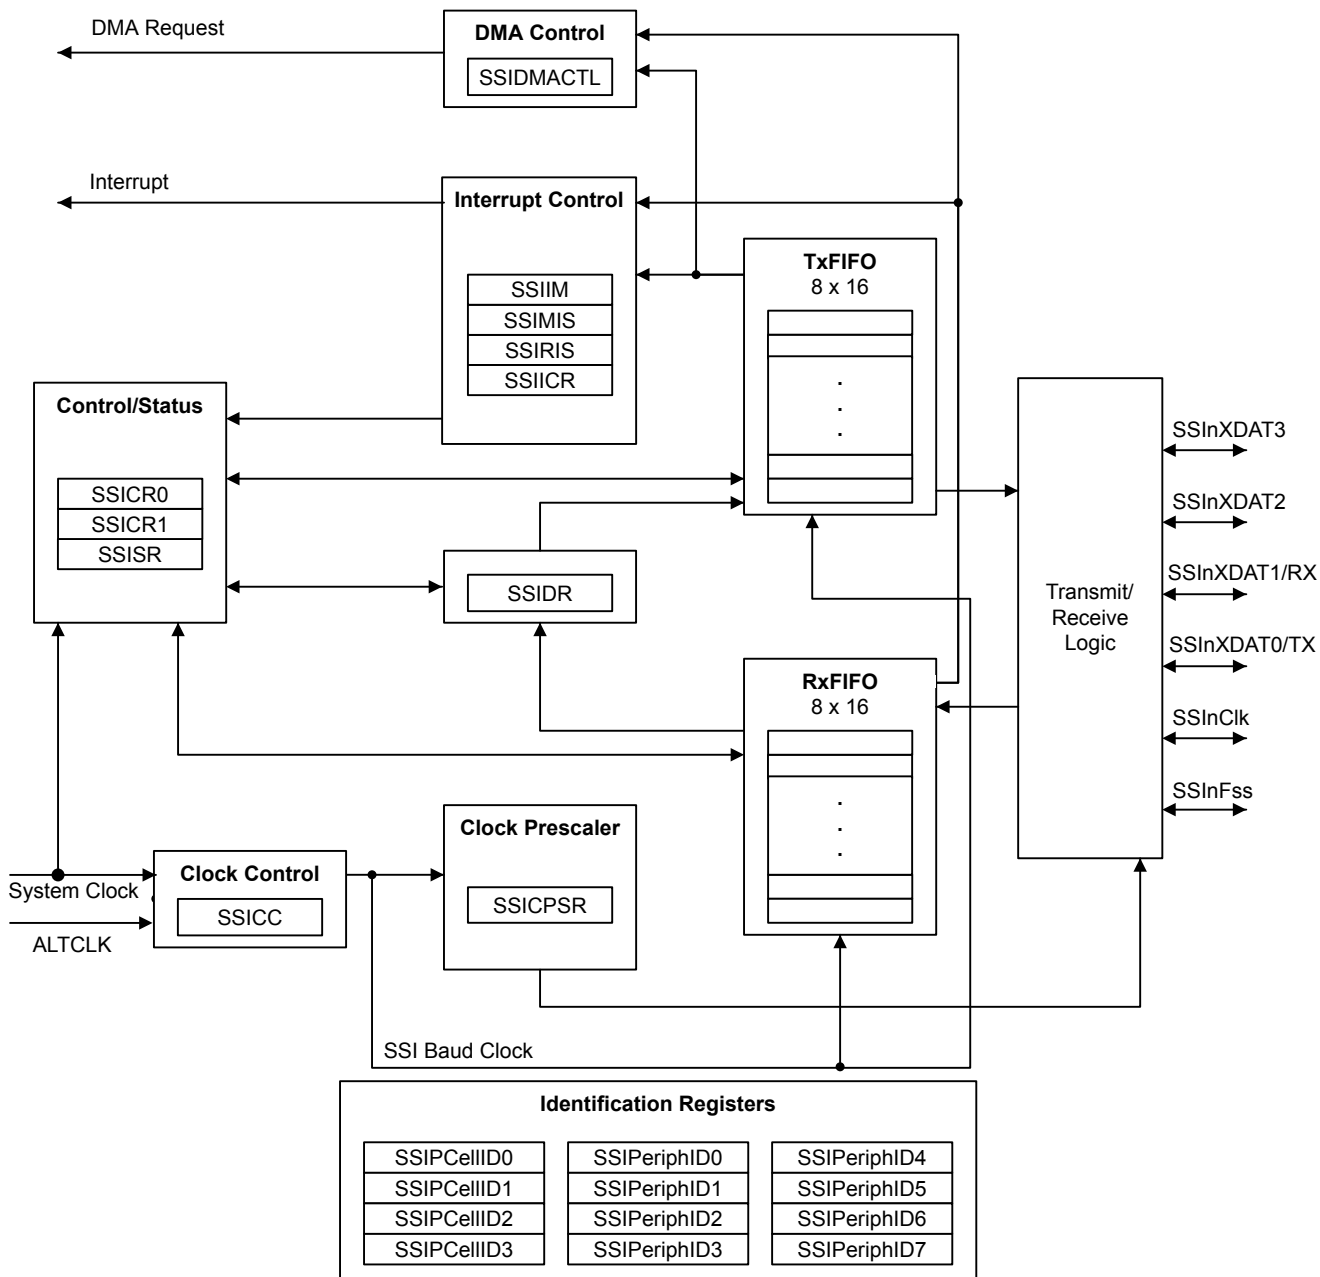 DMA Request
DMA Control
SSIDMACTL
Interrupt
Interrupt Control
SSIIM
SSIMIS
SSIRIS
SSIICR
TxFIFO
8 x 16
.
.
.
Control/Status
SSICR0
SSICR1
SSISR
SSIDR
Transmit/
Receive
Logic
SSInXDAT3
SSInXDAT2
SSInXDAT1/RX
SSInXDAT0/TX
SSInClk
SSInFss
RxFIFO
8 x 16
.
.
.
Clock Prescaler
SSICPSR
System Clock
ALTCLK
Clock Control
SSICC
SSI Baud Clock
Identification Registers
SSIPCellID0
SSIPCellID1
SSIPCellID2
SSIPCellID3
SSIPeriphID0
SSIPeriphID1
SSIPeriphID2
SSIPeriphID3
SSIPeriphID4
SSIPeriphID5
SSIPeriphID6
SSIPeriphID7